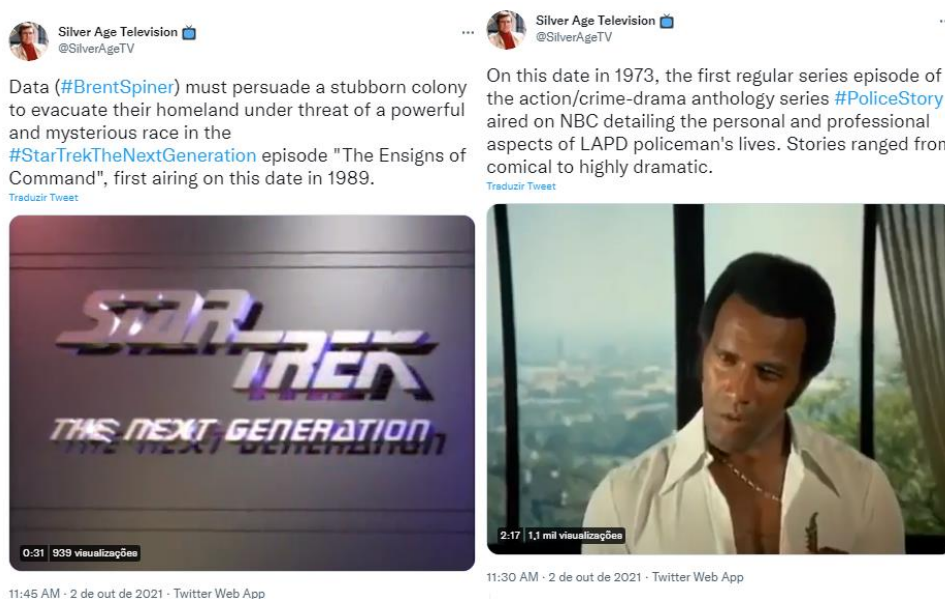 Silver Age Television
@SilverAgeTV
Data (#BrentSpiner) must persuade a stubborn colony
to evacuate their homeland under threat of a powerful
and mysterious race in the
#StarTrekTheNextGeneration episode "The Ensigns of
Command", first airing on this date in 1989.
Traduzir Tweet
STAR
TREK
THE NEXT GENERATION
0:31 939 visualizações
11:45 AM · 2 de out de 2021 · Twitter Web App
Silver Age Television
@SilverAgeTV
On this date in 1973, the first regular series episode of
the action/crime-drama anthology series #PoliceStory
aired on NBC detailing the personal and professional
aspects of LAPD policeman's lives. Stories ranged from
comical to highly dramatic.
Traduzir Tweet
2:17 1,1 mil visualizações
11:30 AM · 2 de out de 2021 · Twitter Web App